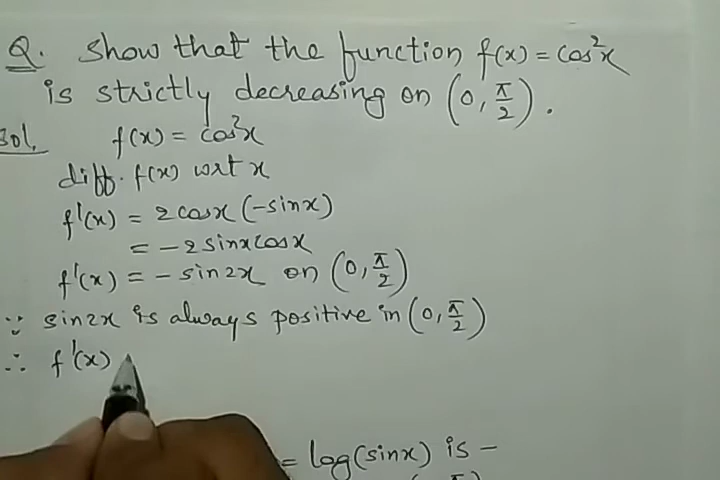 Q. Show that the function f(x) = cos²x
is strictly decreasing on (0, π/2).
Sol. f(x) = cos²x
diff. f(x) wrt x
f'(x) = 2cosx(-sinx)
= -2sinxcosx
f'(x) = -sin2x on (0, π/2)
∵ sin2x is always positive in (0, π/2)
∴ f'(x)
= log(sinx) is -